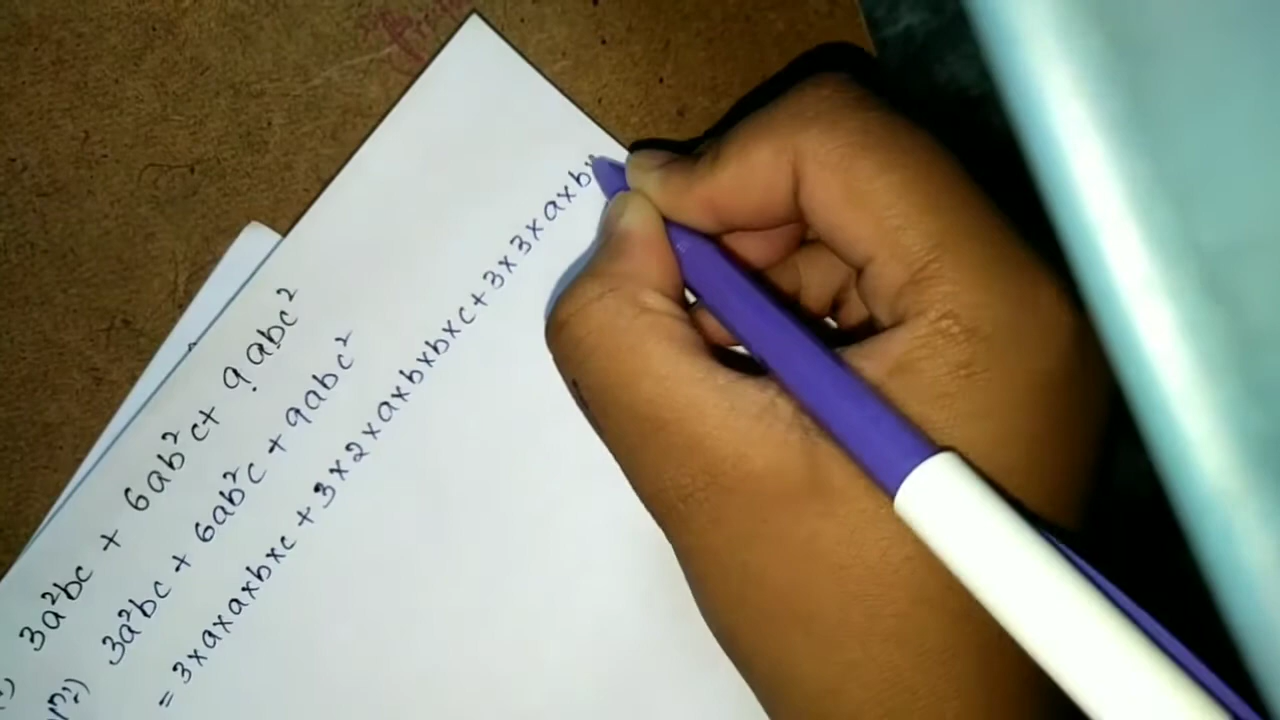 3a²bc + 6ab²c + 9abc²
3a²bc + 6ab²c + 9abc²
= 3×a×a×b×c + 3×2×a×b×b×c + 3×3×a×b×